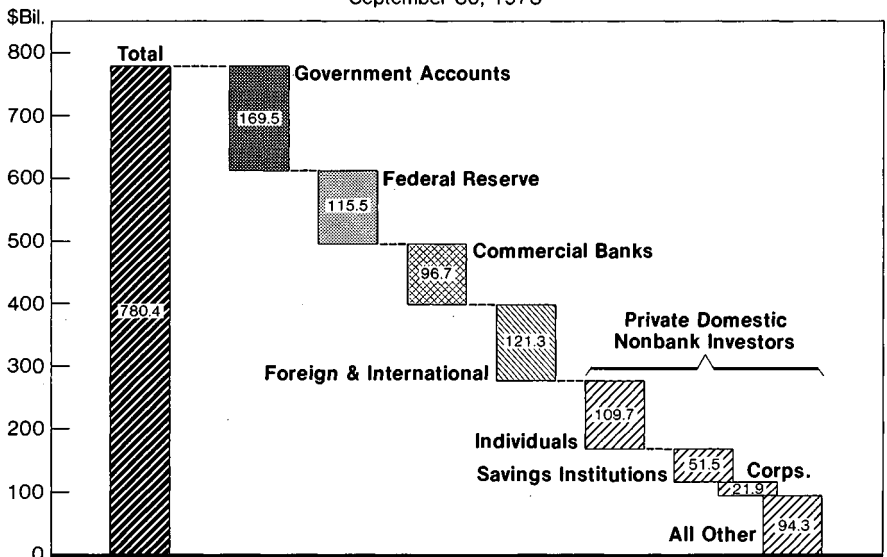 September 30,
$Bil.
800
700
600
500
400
300
200
100
0
Total
780.4
Government Accounts
169.5
Federal Reserve
115.5
Commercial Banks
96.7
Foreign & International
121.3
Private Domestic
Nonbank Investors
Individuals
109.7
Savings Institutions
51.5
Corps.
21.9
All Other
94.3